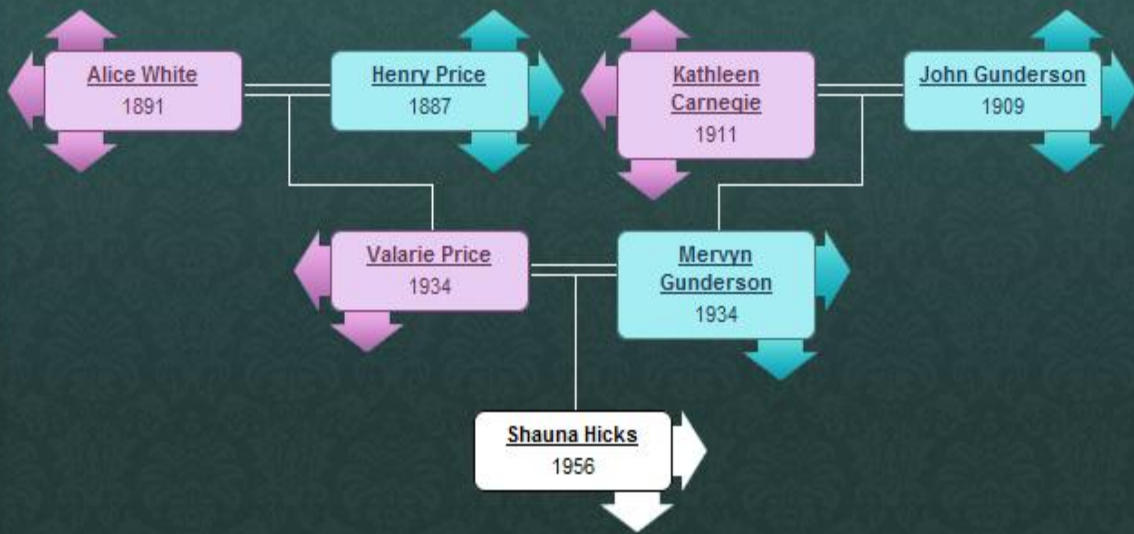 Alice White
1891
Henry Price
1887
Kathleen
Carnegie
1911
John Gunderson
1909
Valarie Price
1934
Mervyn
Gunderson
1934
Shauna Hicks
1956